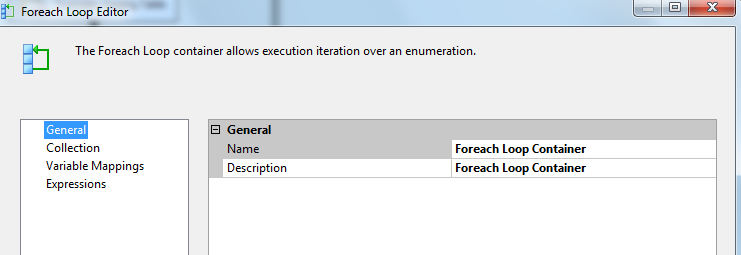 Foreach Loop Editor
The Foreach Loop container allows execution iteration over an enumeration.
General
Collection
Variable Mappings
Expressions
General
Name Foreach Loop Container
Description Foreach Loop Container